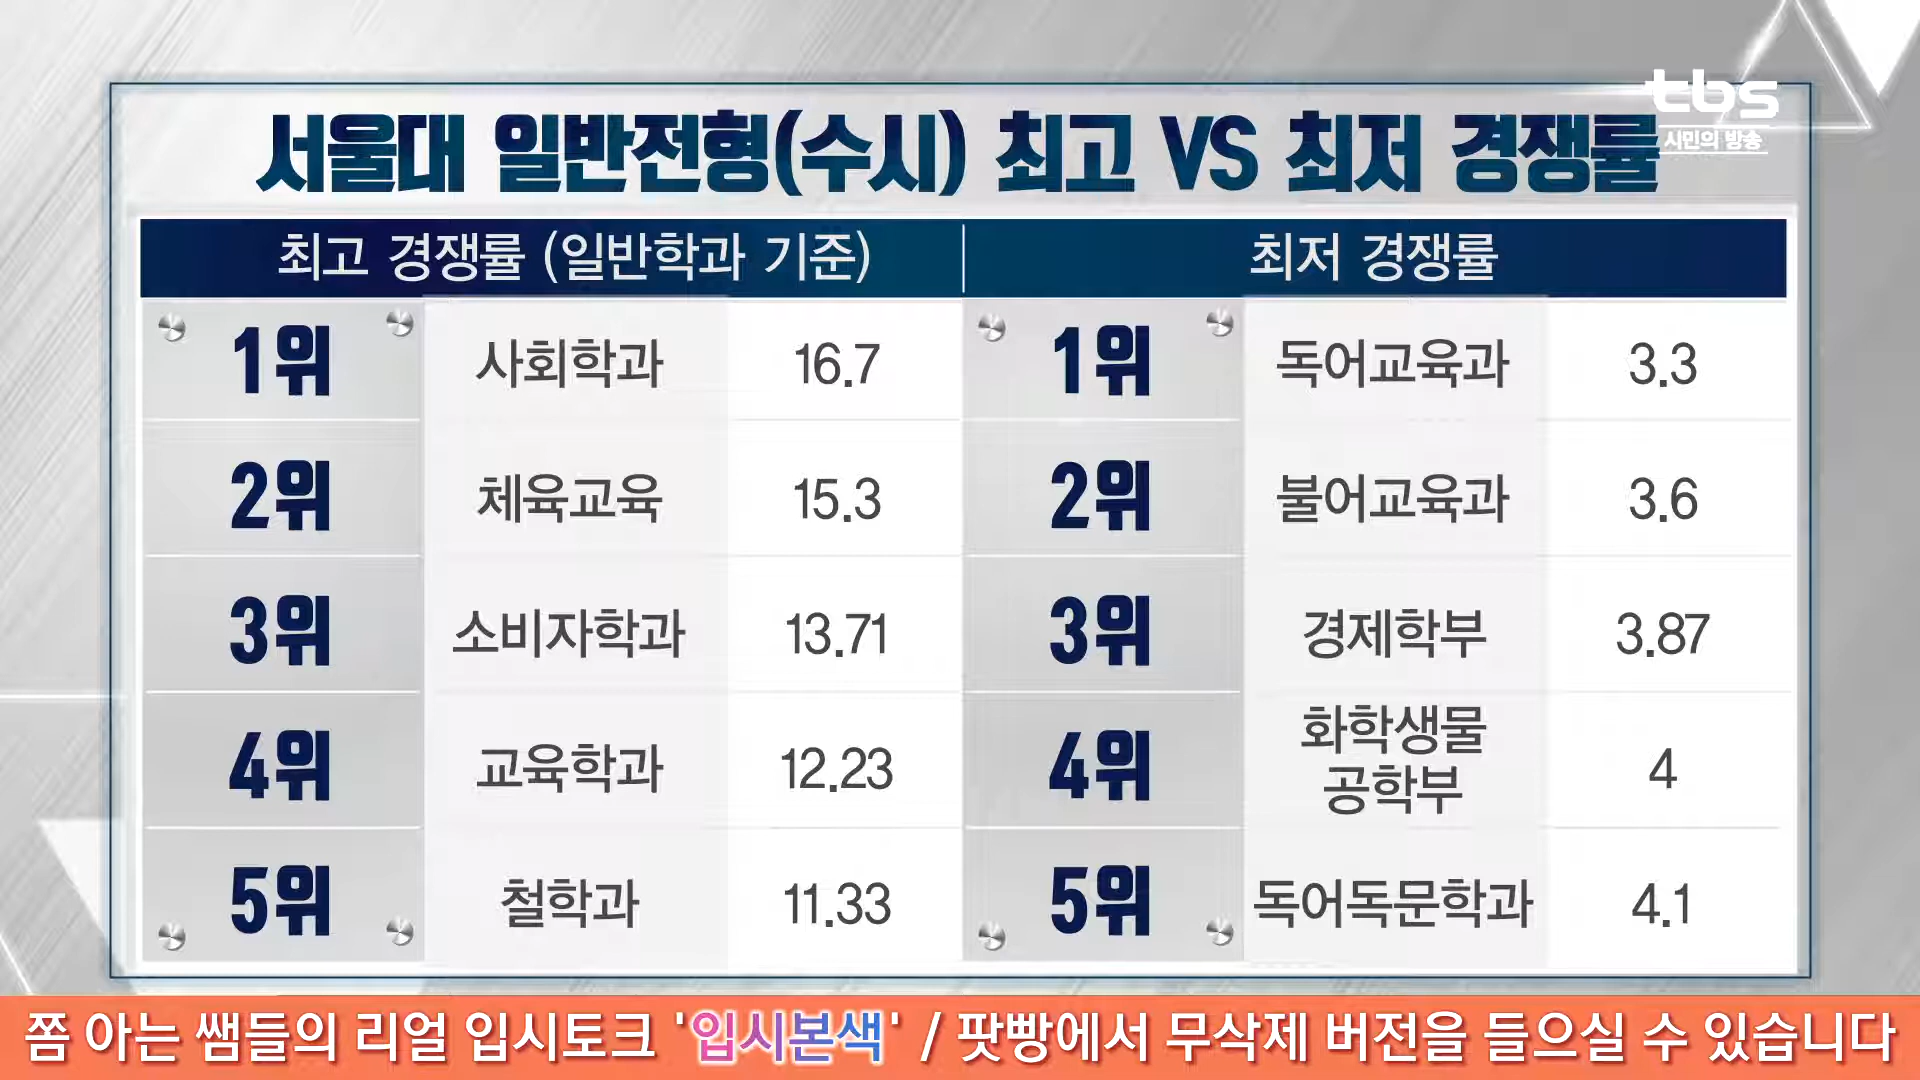 tbs
시민의 방송
서울대 일반전형(수시) 최고 VS 최저 경쟁률
최고 경쟁률 (일반학과 기준) 최저 경쟁률
1위 사회학과 16.7 1위 독어교육과 3.3
2위 체육교육 15.3 2위 불어교육과 3.6
3위 소비자학과 13.71 3위 경제학부 3.87
4위 교육학과 12.23 4위 화학생물
공학부 4
5위 철학과 11.33 5위 독어독문학과 4.1
쫌 아는 쌤들의 리얼 입시토크 '입시본색' / 팟빵에서 무삭제 버전을 들으실 수 있습니다